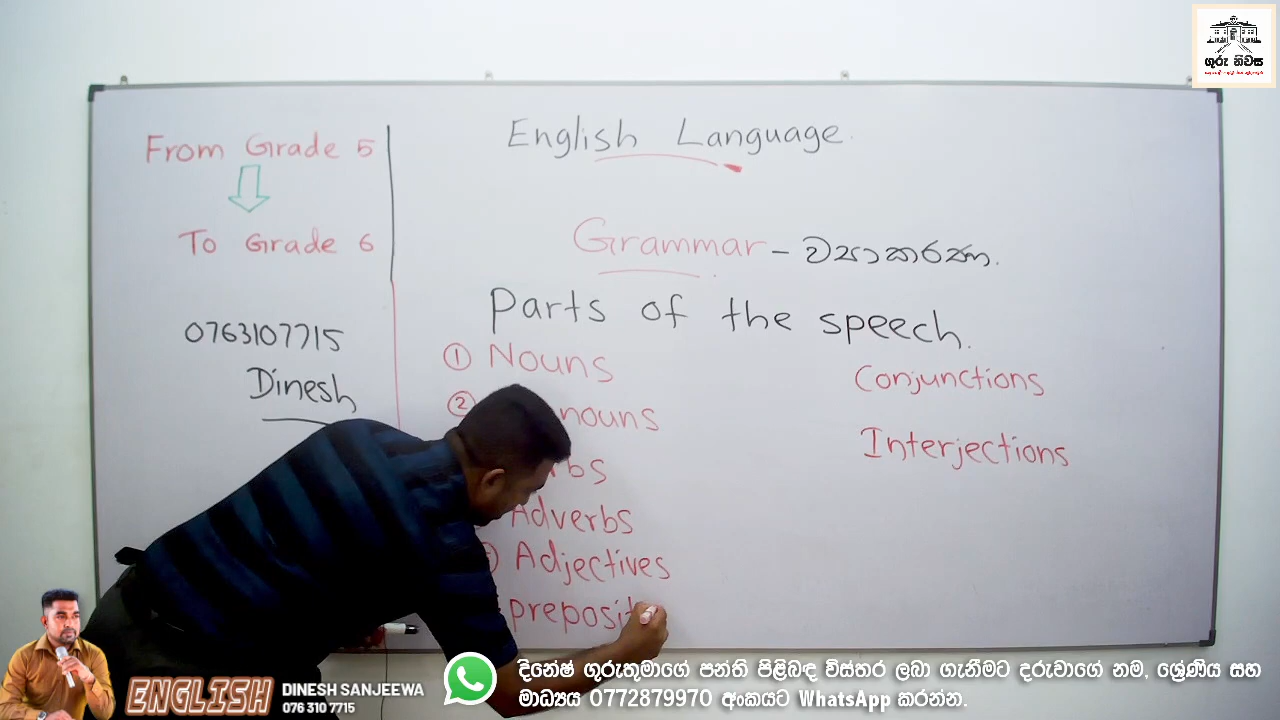 ගුරු නිවස
From Grade 5
To Grade 6
0763107715
Dinesh
English Language
Grammar - ව්‍යාකරණ.
Parts of the speech.
① Nouns
② nouns
rbs
Adverbs
Adjectives
preposit
Conjunctions
Interjections
ENGLISH
DINESH SANJEEWA
076 310 7715
දිනේෂ් ගුරුතුමාගේ පන්ති පිළිබඳ විස්තර ලබා ගැනීමට දරුවාගේ නම, ශ්‍රේණිය සහ
මාධ්‍යය 0772879970 අංකයට WhatsApp කරන්න.